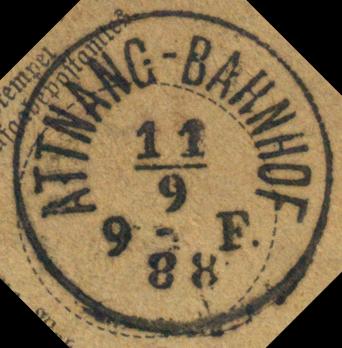 ATTNANG-BAHNHOF
11
9
9 - F.
88